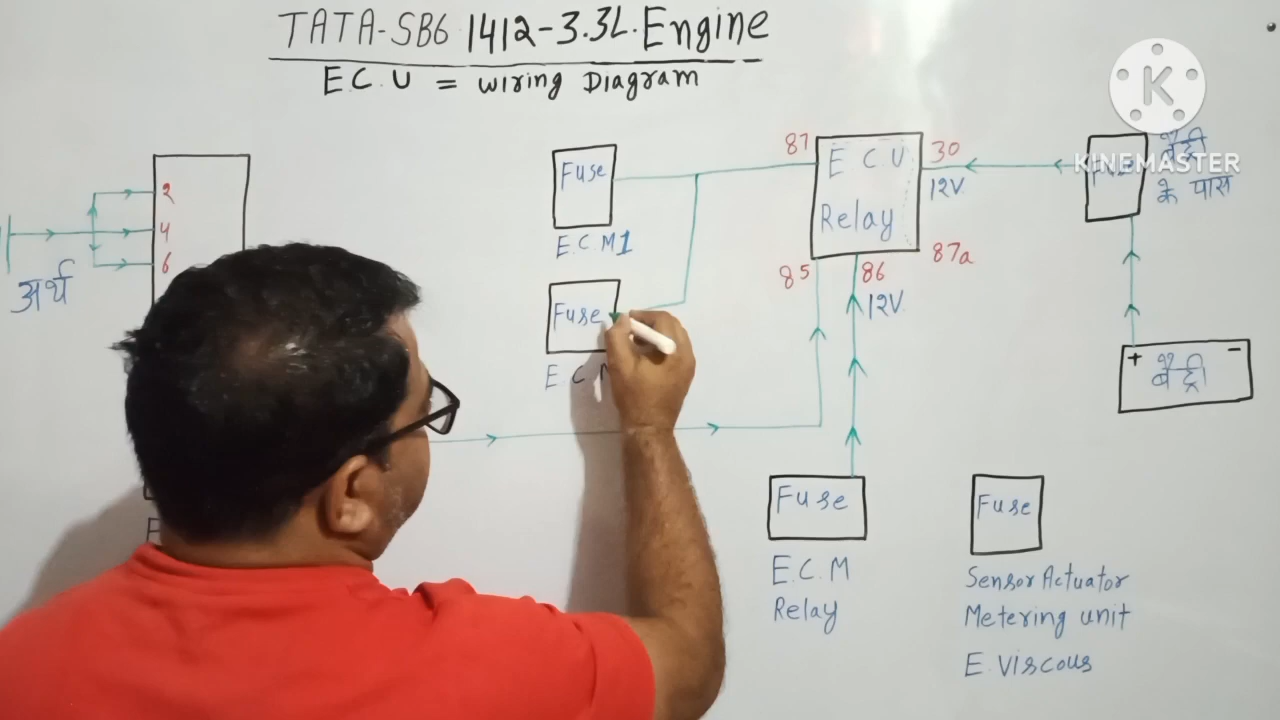 TATA-SB6 1412-3.3L.Engine
E.C.U = wiring Diagram
K
KINEMASTER
2
4
6
अर्थ
Fuse
E.C.M1
Fuse
87
E C U
Relay
30
12V
85
86
12V
87a
बैट्री
के पास
+ -
बैट्री
Fuse
E.C.M
Relay
Fuse
Sensor Actuator
Metering unit
E. Viscous